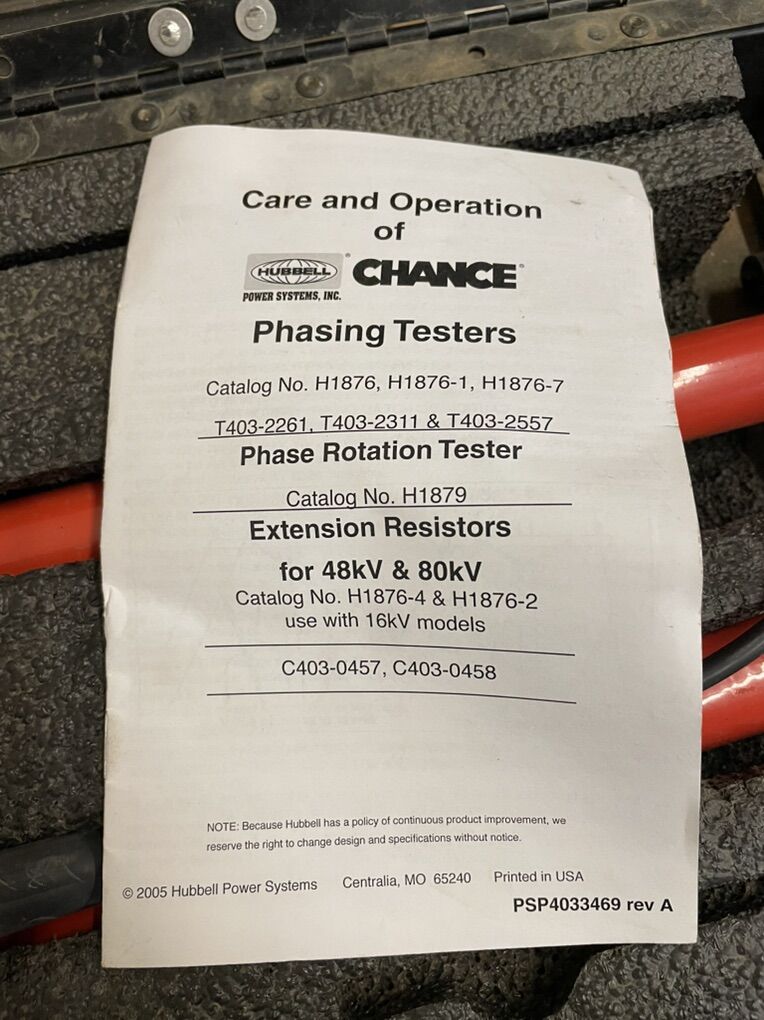 Care and Operation
of
HUBBELL® CHANCE®
POWER SYSTEMS, INC.
Phasing Testers
Catalog No. H1876, H1876-1, H1876-7
T403-2261, T403-2311 & T403-2557
Phase Rotation Tester
Catalog No. H1879
Extension Resistors
for 48kV & 80kV
Catalog No. H1876-4 & H1876-2
use with 16kV models
C403-0457, C403-0458
NOTE: Because Hubbell has a policy of continuous product improvement, we
reserve the right to change design and specifications without notice.
© 2005 Hubbell Power Systems Centralia, MO 65240 Printed in USA
PSP4033469 rev A